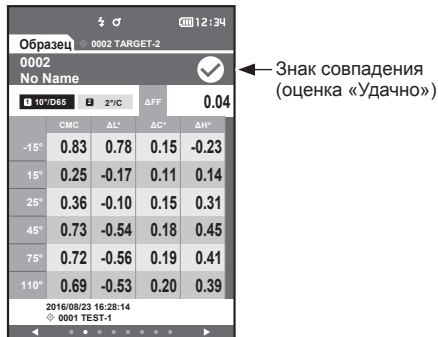 12:34
Образец 0002 TARGET-2
0002
No Name
1 10°/D65 2 2°/C ΔFF 0.04
CMC ΔL* ΔC* ΔH*
-15° 0.83 0.78 0.15 -0.23
15° 0.25 -0.17 0.11 0.14
25° 0.36 -0.10 0.15 0.31
45° 0.73 -0.54 0.18 0.45
75° 0.72 -0.56 0.19 0.41
110° 0.69 -0.53 0.20 0.39
2016/08/23 16:28:14
0001 TEST-1
Знак совпадения
(оценка «Удачно»)